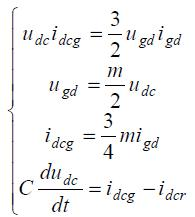 u_{dc} i_{dcg} = \frac{3}{2} u_{gd} i_{gd}
u_{gd} = \frac{m}{2} u_{dc}
i_{dcg} = \frac{3}{4} m i_{gd}
C \frac{du_{dc}}{dt} = i_{dcg} - i_{dcr}